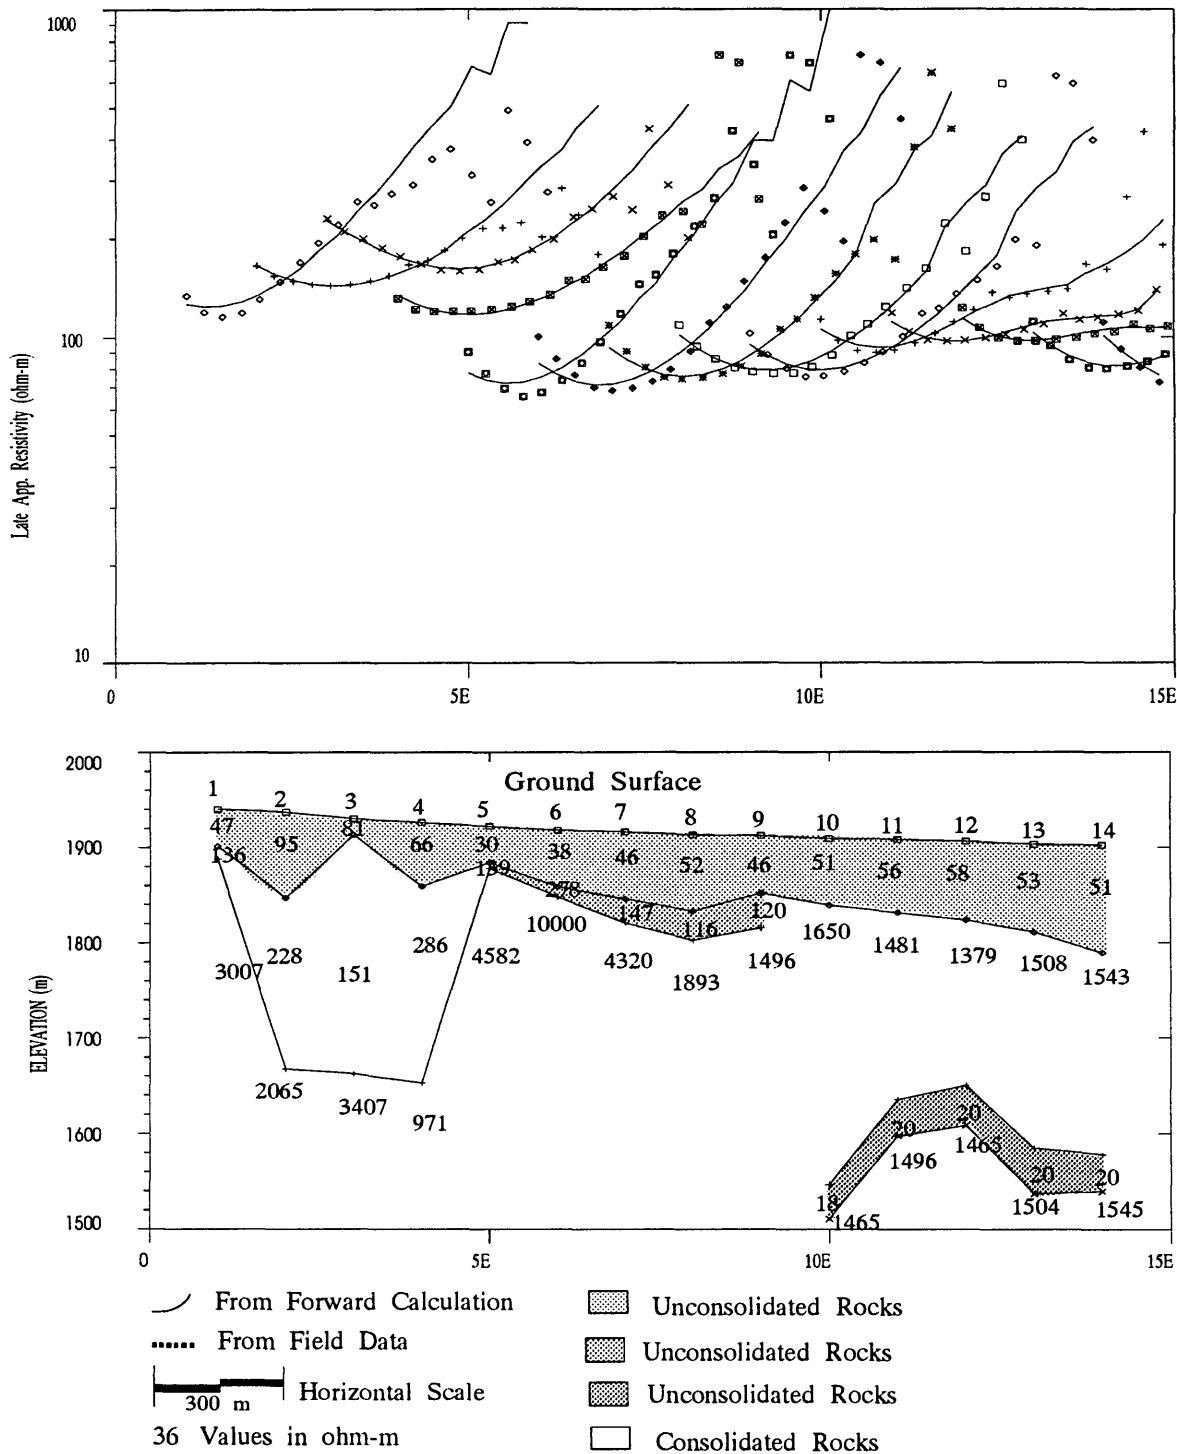 1000
100
10
Late App. Resistivity (ohm-m)
0 5E 10E 15E
2000
1900
1800
1700
1600
1500
ELEVATION (m)
Ground Surface
1 2 3 4 5 6 7 8 9 10 11 12 13 14
47 95 81 66 30 38 46 52 46 51 56 58 53 51
136 139 278 147 116 120
10000
3007 228 151 286 4582 4320 1893 1496 1650 1481 1379 1508 1543
2065 3407 971
18 20 20 20 20
1465 1496 1465 1504 1545
0 5E 10E 15E
From Forward Calculation
From Field Data
300 m Horizontal Scale
36 Values in ohm-m
Unconsolidated Rocks
Unconsolidated Rocks
Unconsolidated Rocks
Consolidated Rocks